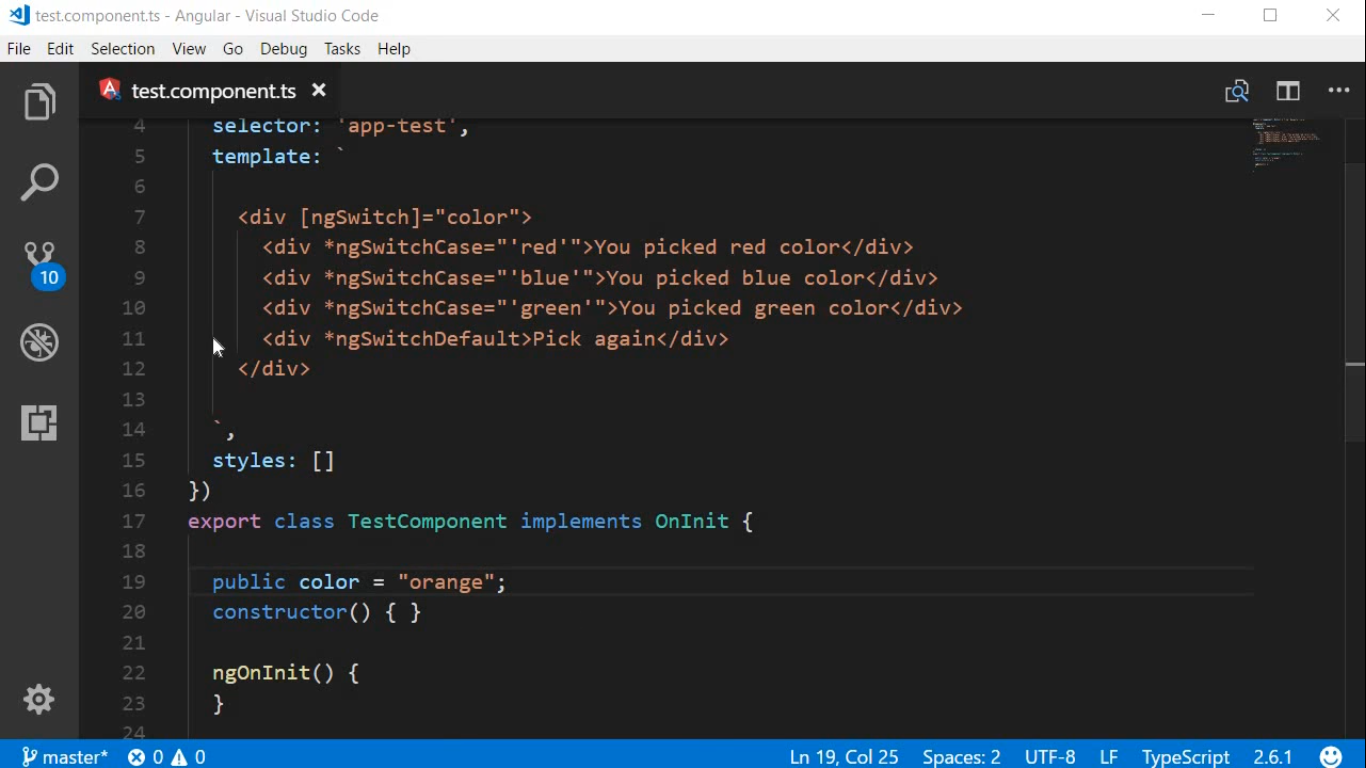 test.component.ts - Angular - Visual Studio Code
File Edit Selection View Go Debug Tasks Help
test.component.ts
4 selector: 'app-test',
5 template: `
6
7 <div [ngSwitch]="color">
8 <div *ngSwitchCase="'red'">You picked red color</div>
9 <div *ngSwitchCase="'blue'">You picked blue color</div>
10 <div *ngSwitchCase="'green'">You picked green color</div>
11 <div *ngSwitchDefault>Pick again</div>
12 </div>
13
14 `,
15 styles: []
16 })
17 export class TestComponent implements OnInit {
18
19 public color = "orange";
20 constructor() { }
21
22 ngOnInit() {
23 }
24
10
master* 0 0 Ln 19, Col 25 Spaces: 2 UTF-8 LF TypeScript 2.6.1